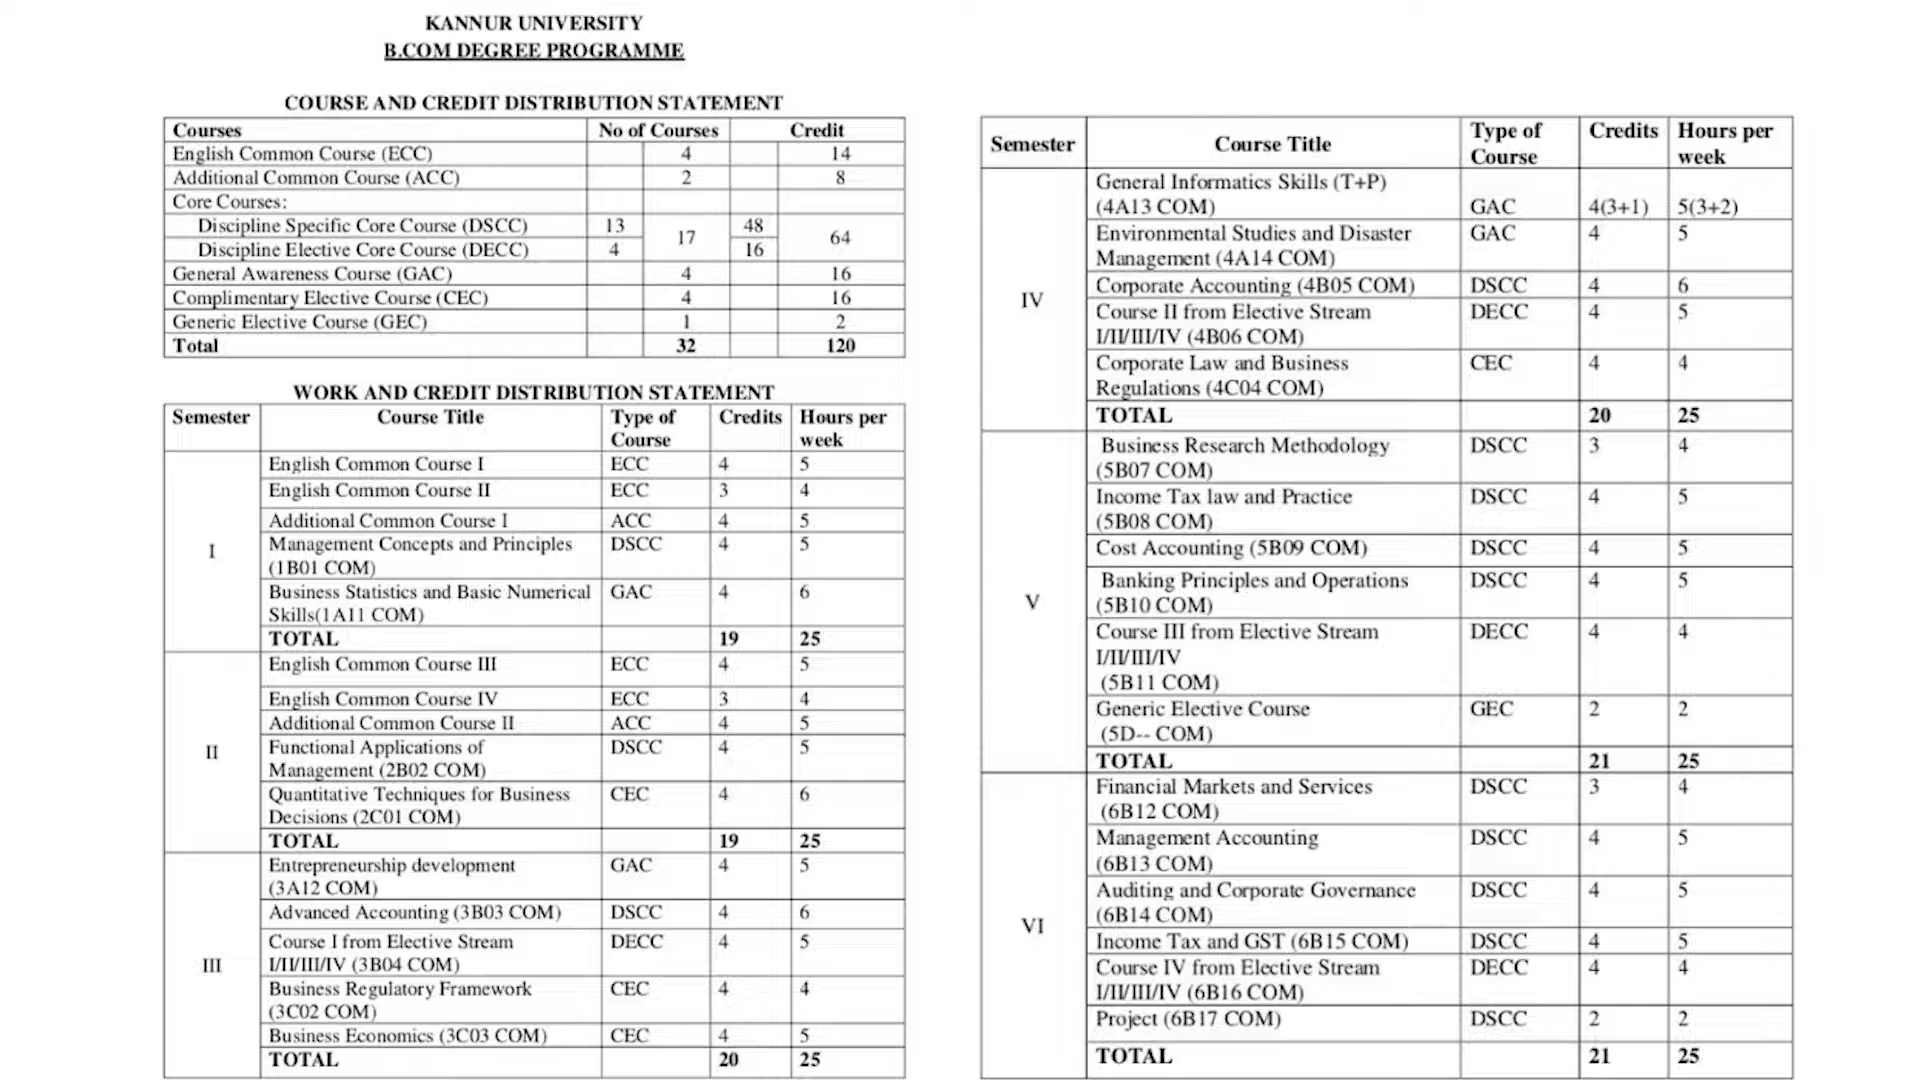 KANNUR UNIVERSITY
B.COM DEGREE PROGRAMME
COURSE AND CREDIT DISTRIBUTION STATEMENT
Courses No of Courses Credit
English Common Course (ECC) 4 14
Additional Common Course (ACC) 2 8
Core Courses:
Discipline Specific Core Course (DSCC) 13 48
17 64
Discipline Elective Core Course (DECC) 4 16
General Awareness Course (GAC) 4 16
Complimentary Elective Course (CEC) 4 16
Generic Elective Course (GEC) 1 2
Total 32 120
WORK AND CREDIT DISTRIBUTION STATEMENT
Semester Course Title Type of Credits Hours per
Course week
English Common Course I ECC 4 5
English Common Course II ECC 3 4
Additional Common Course I ACC 4 5
I Management Concepts and Principles DSCC 4 5
(1B01 COM)
Business Statistics and Basic Numerical GAC 4 6
Skills(1A11 COM)
TOTAL 19 25
English Common Course III ECC 4 5
English Common Course IV ECC 3 4
Additional Common Course II ACC 4 5
II Functional Applications of DSCC 4 5
Management (2B02 COM)
Quantitative Techniques for Business CEC 4 6
Decisions (2C01 COM)
TOTAL 19 25
Entrepreneurship development GAC 4 5
(3A12 COM)
Advanced Accounting (3B03 COM) DSCC 4 6
Course I from Elective Stream DECC 4 5
III I/II/III/IV (3B04 COM)
Business Regulatory Framework CEC 4 4
(3C02 COM)
Business Economics (3C03 COM) CEC 4 5
TOTAL 20 25
Semester Course Title Type of Credits Hours per
Course week
General Informatics Skills (T+P)
(4A13 COM) GAC 4(3+1) 5(3+2)
Environmental Studies and Disaster GAC 4 5
Management (4A14 COM)
Corporate Accounting (4B05 COM) DSCC 4 6
IV Course II from Elective Stream DECC 4 5
I/II/III/IV (4B06 COM)
Corporate Law and Business CEC 4 4
Regulations (4C04 COM)
TOTAL 20 25
Business Research Methodology DSCC 3 4
(5B07 COM)
Income Tax law and Practice DSCC 4 5
(5B08 COM)
Cost Accounting (5B09 COM) DSCC 4 5
Banking Principles and Operations DSCC 4 5
V (5B10 COM)
Course III from Elective Stream DECC 4 4
I/II/III/IV
(5B11 COM)
Generic Elective Course GEC 2 2
(5D-- COM)
TOTAL 21 25
Financial Markets and Services DSCC 3 4
(6B12 COM)
Management Accounting DSCC 4 5
(6B13 COM)
Auditing and Corporate Governance DSCC 4 5
(6B14 COM)
VI Income Tax and GST (6B15 COM) DSCC 4 5
Course IV from Elective Stream DECC 4 4
I/II/III/IV (6B16 COM)
Project (6B17 COM) DSCC 2 2
TOTAL 21 25